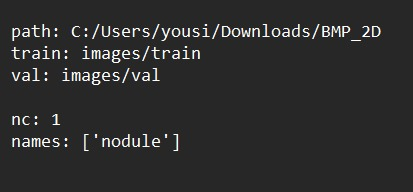 path: C:/Users/yousi/Downloads/BMP_2D
train: images/train
val: images/val
nc: 1
names: ['nodule']